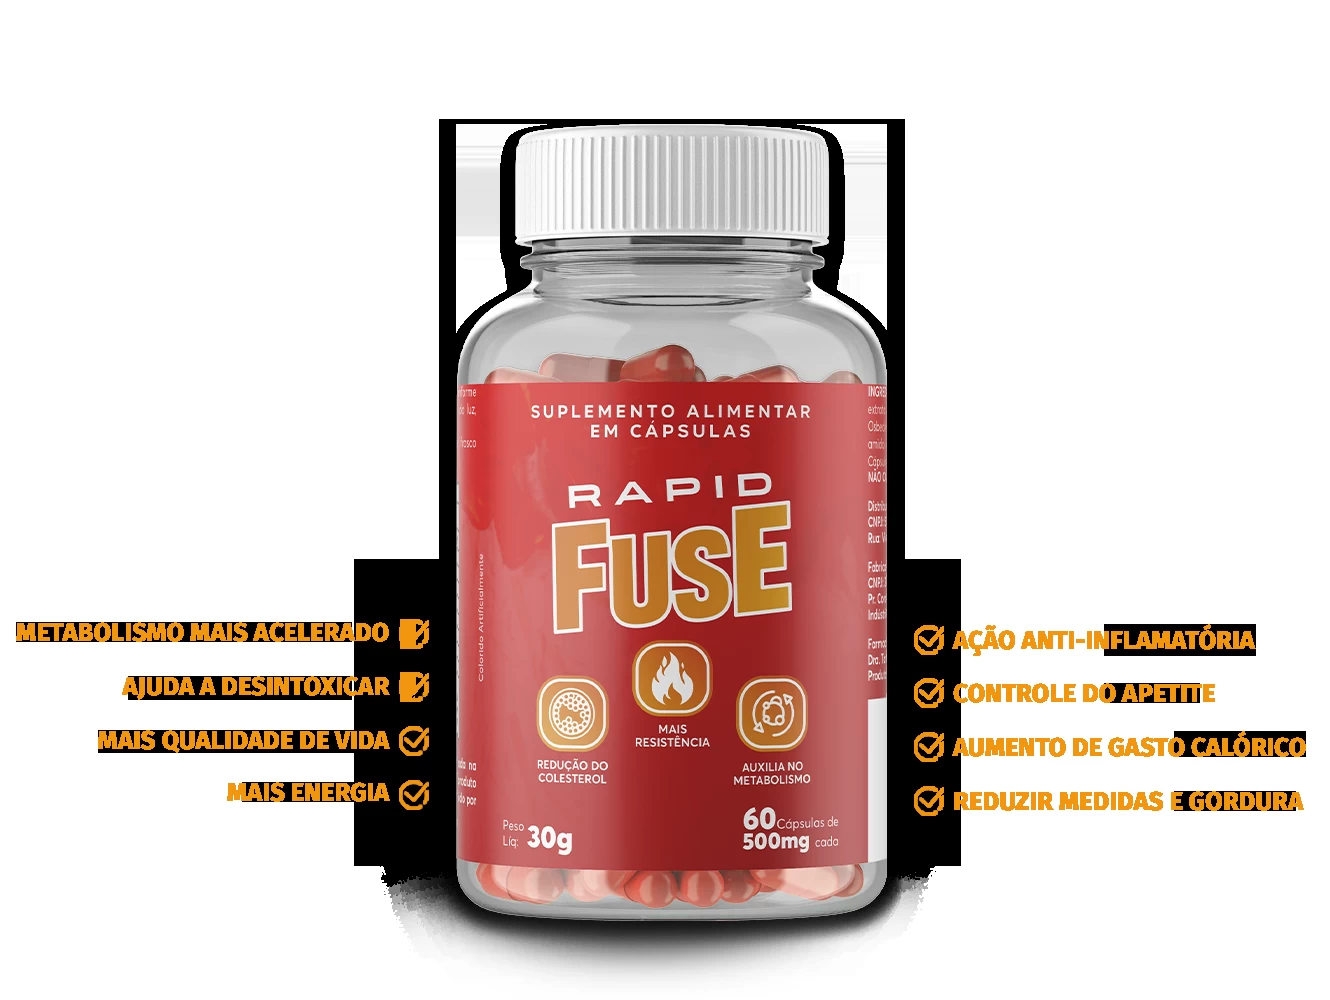 SUPLEMENTO ALIMENTAR
EM CÁPSULAS
RAPID
FUSE
MAIS
RESISTÊNCIA
REDUÇÃO DO
COLESTEROL
AUXILIA NO
METABOLISMO
Peso
Líq:
30g
60 Cápsulas de
500mg cada
Colorido Artificialmente
METABOLISMO MAIS ACELERADO
AJUDA A DESINTOXICAR
MAIS QUALIDADE DE VIDA
MAIS ENERGIA
AÇÃO ANTI-INFLAMATÓRIA
CONTROLE DO APETITE
AUMENTO DE GASTO CALÓRICO
REDUZIR MEDIDAS E GORDURA